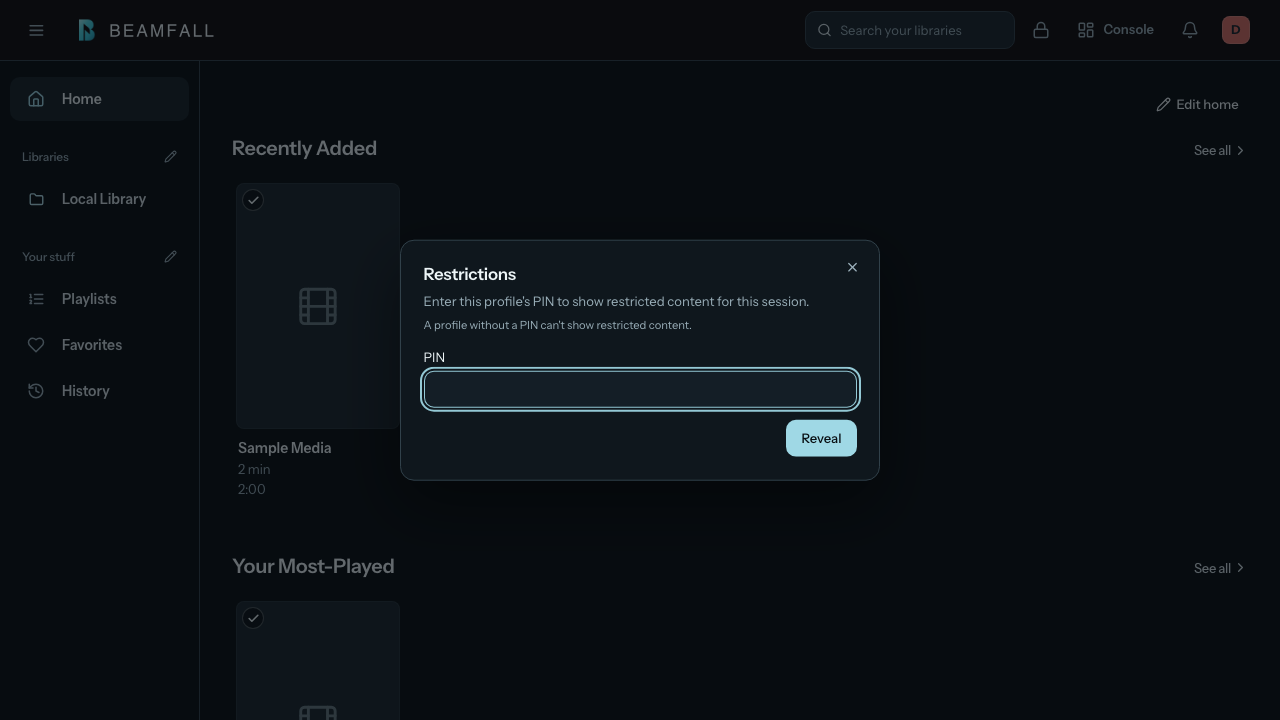 BEAMFALL
Search your libraries
Console
D
Home
Edit home
Libraries
Recently Added
See all
Local Library
Your stuff
Restrictions
Enter this profile's PIN to show restricted content for this session.
A profile without a PIN can't show restricted content.
PIN
Reveal
Playlists
Favorites
History
Sample Media
2 min
2:00
Your Most-Played
See all